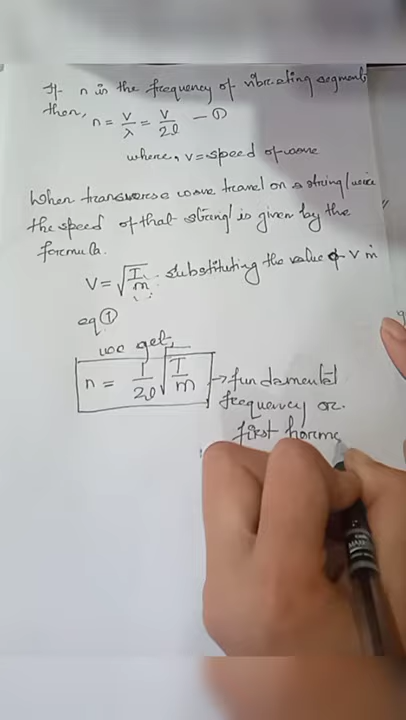 If n is the frequency of vibrating segment
then,
n = V/λ = V/2l — ①
where, v = speed of wave
When transverse wave travel on a string/wire
the speed of that string is given by the
formula.
V = √T/m . substituting the value of V in
eq ①
we get,
n = 1/2l √T/m → fundamental
frequency or.
first harmo